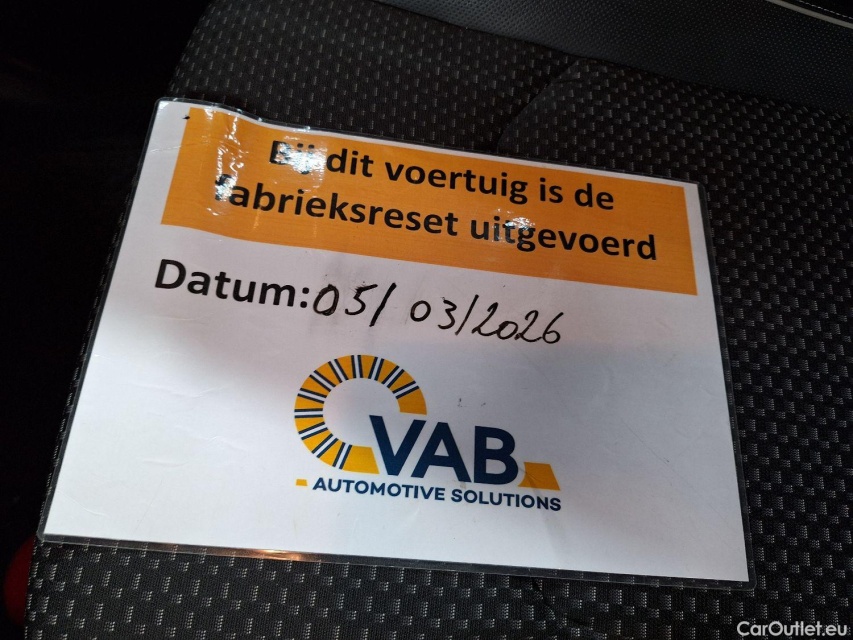 Bij dit voertuig is de
fabrieksreset uitgevoerd
Datum: 05/03/2026
VAB
AUTOMOTIVE SOLUTIONS
CarOutlet.eu